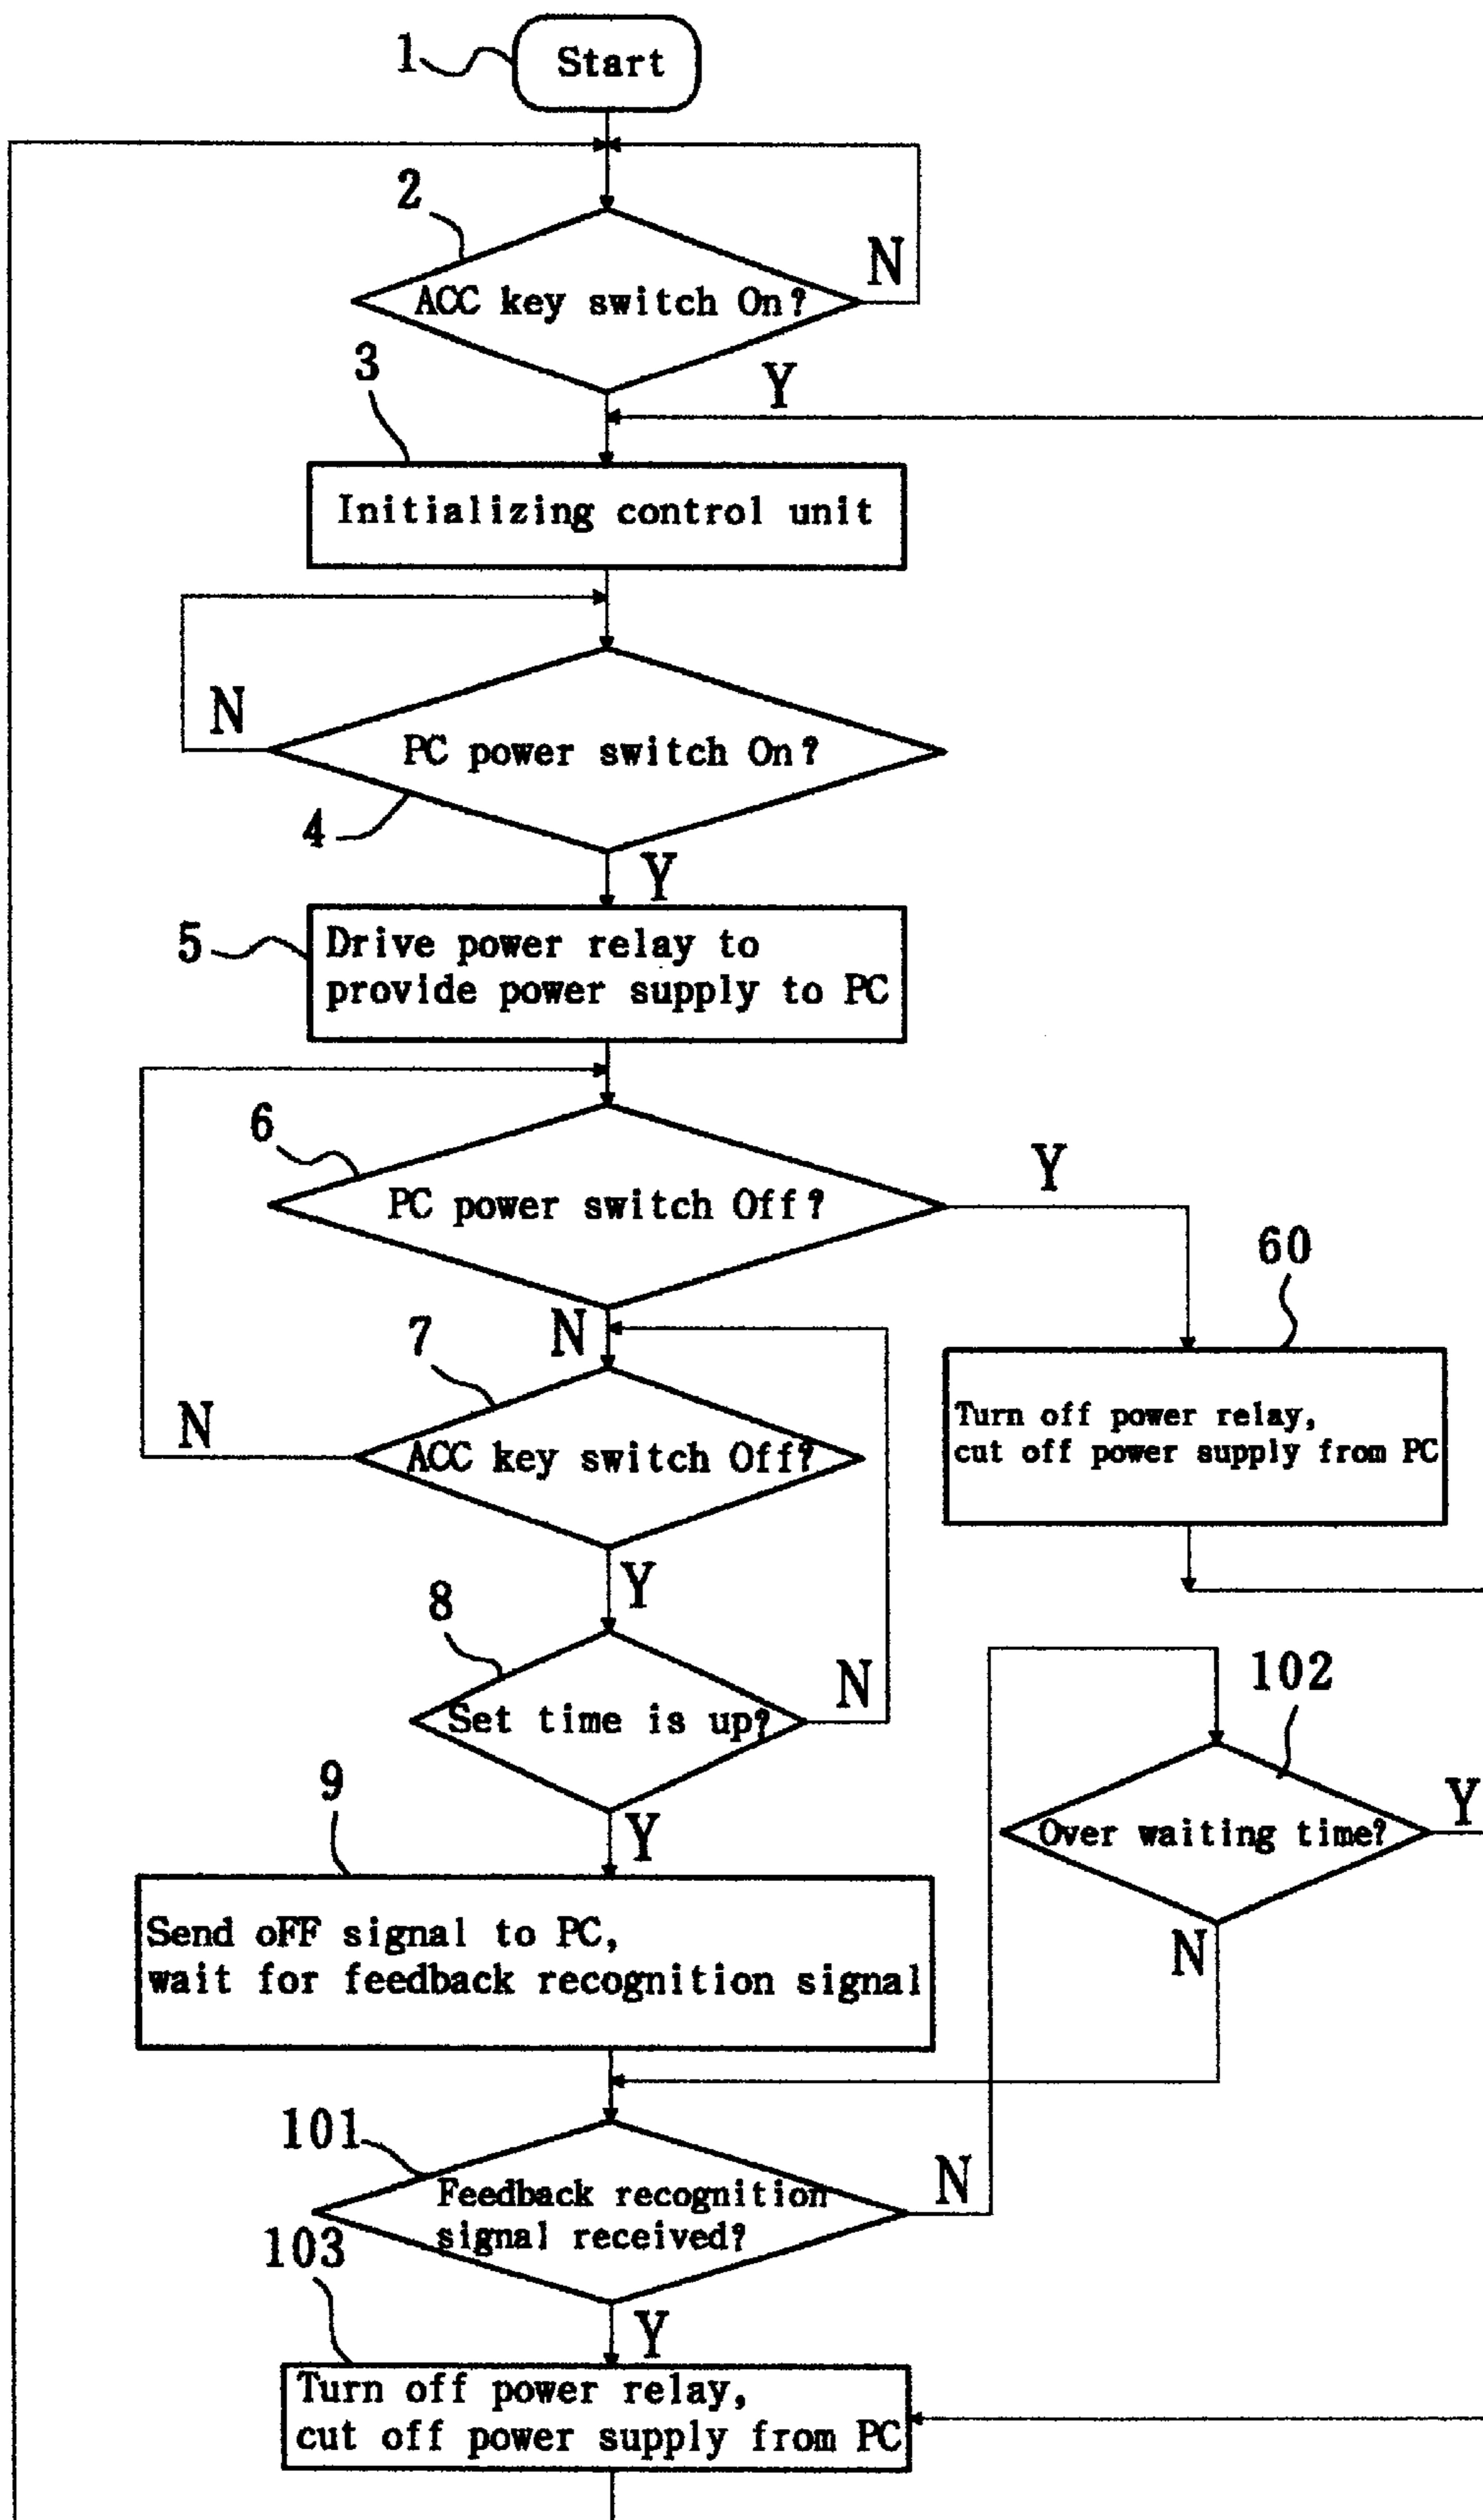 1
Start
2
N
ACC key switch On?
3
Y
Initializing control unit
N
PC power switch On?
4
Y
5
Drive power relay to
provide power supply to PC
6
Y
PC power switch Off?
60
N
7
Turn off power relay,
cut off power supply from PC
N
ACC key switch Off?
Y
8
102
N
Set time is up?
9
Y
Y
Over waiting time?
Send oFF signal to PC,
wait for feedback recognition signal
N
101
N
Feedback recognition
signal received?
103
Y
Turn off power relay,
cut off power supply from PC